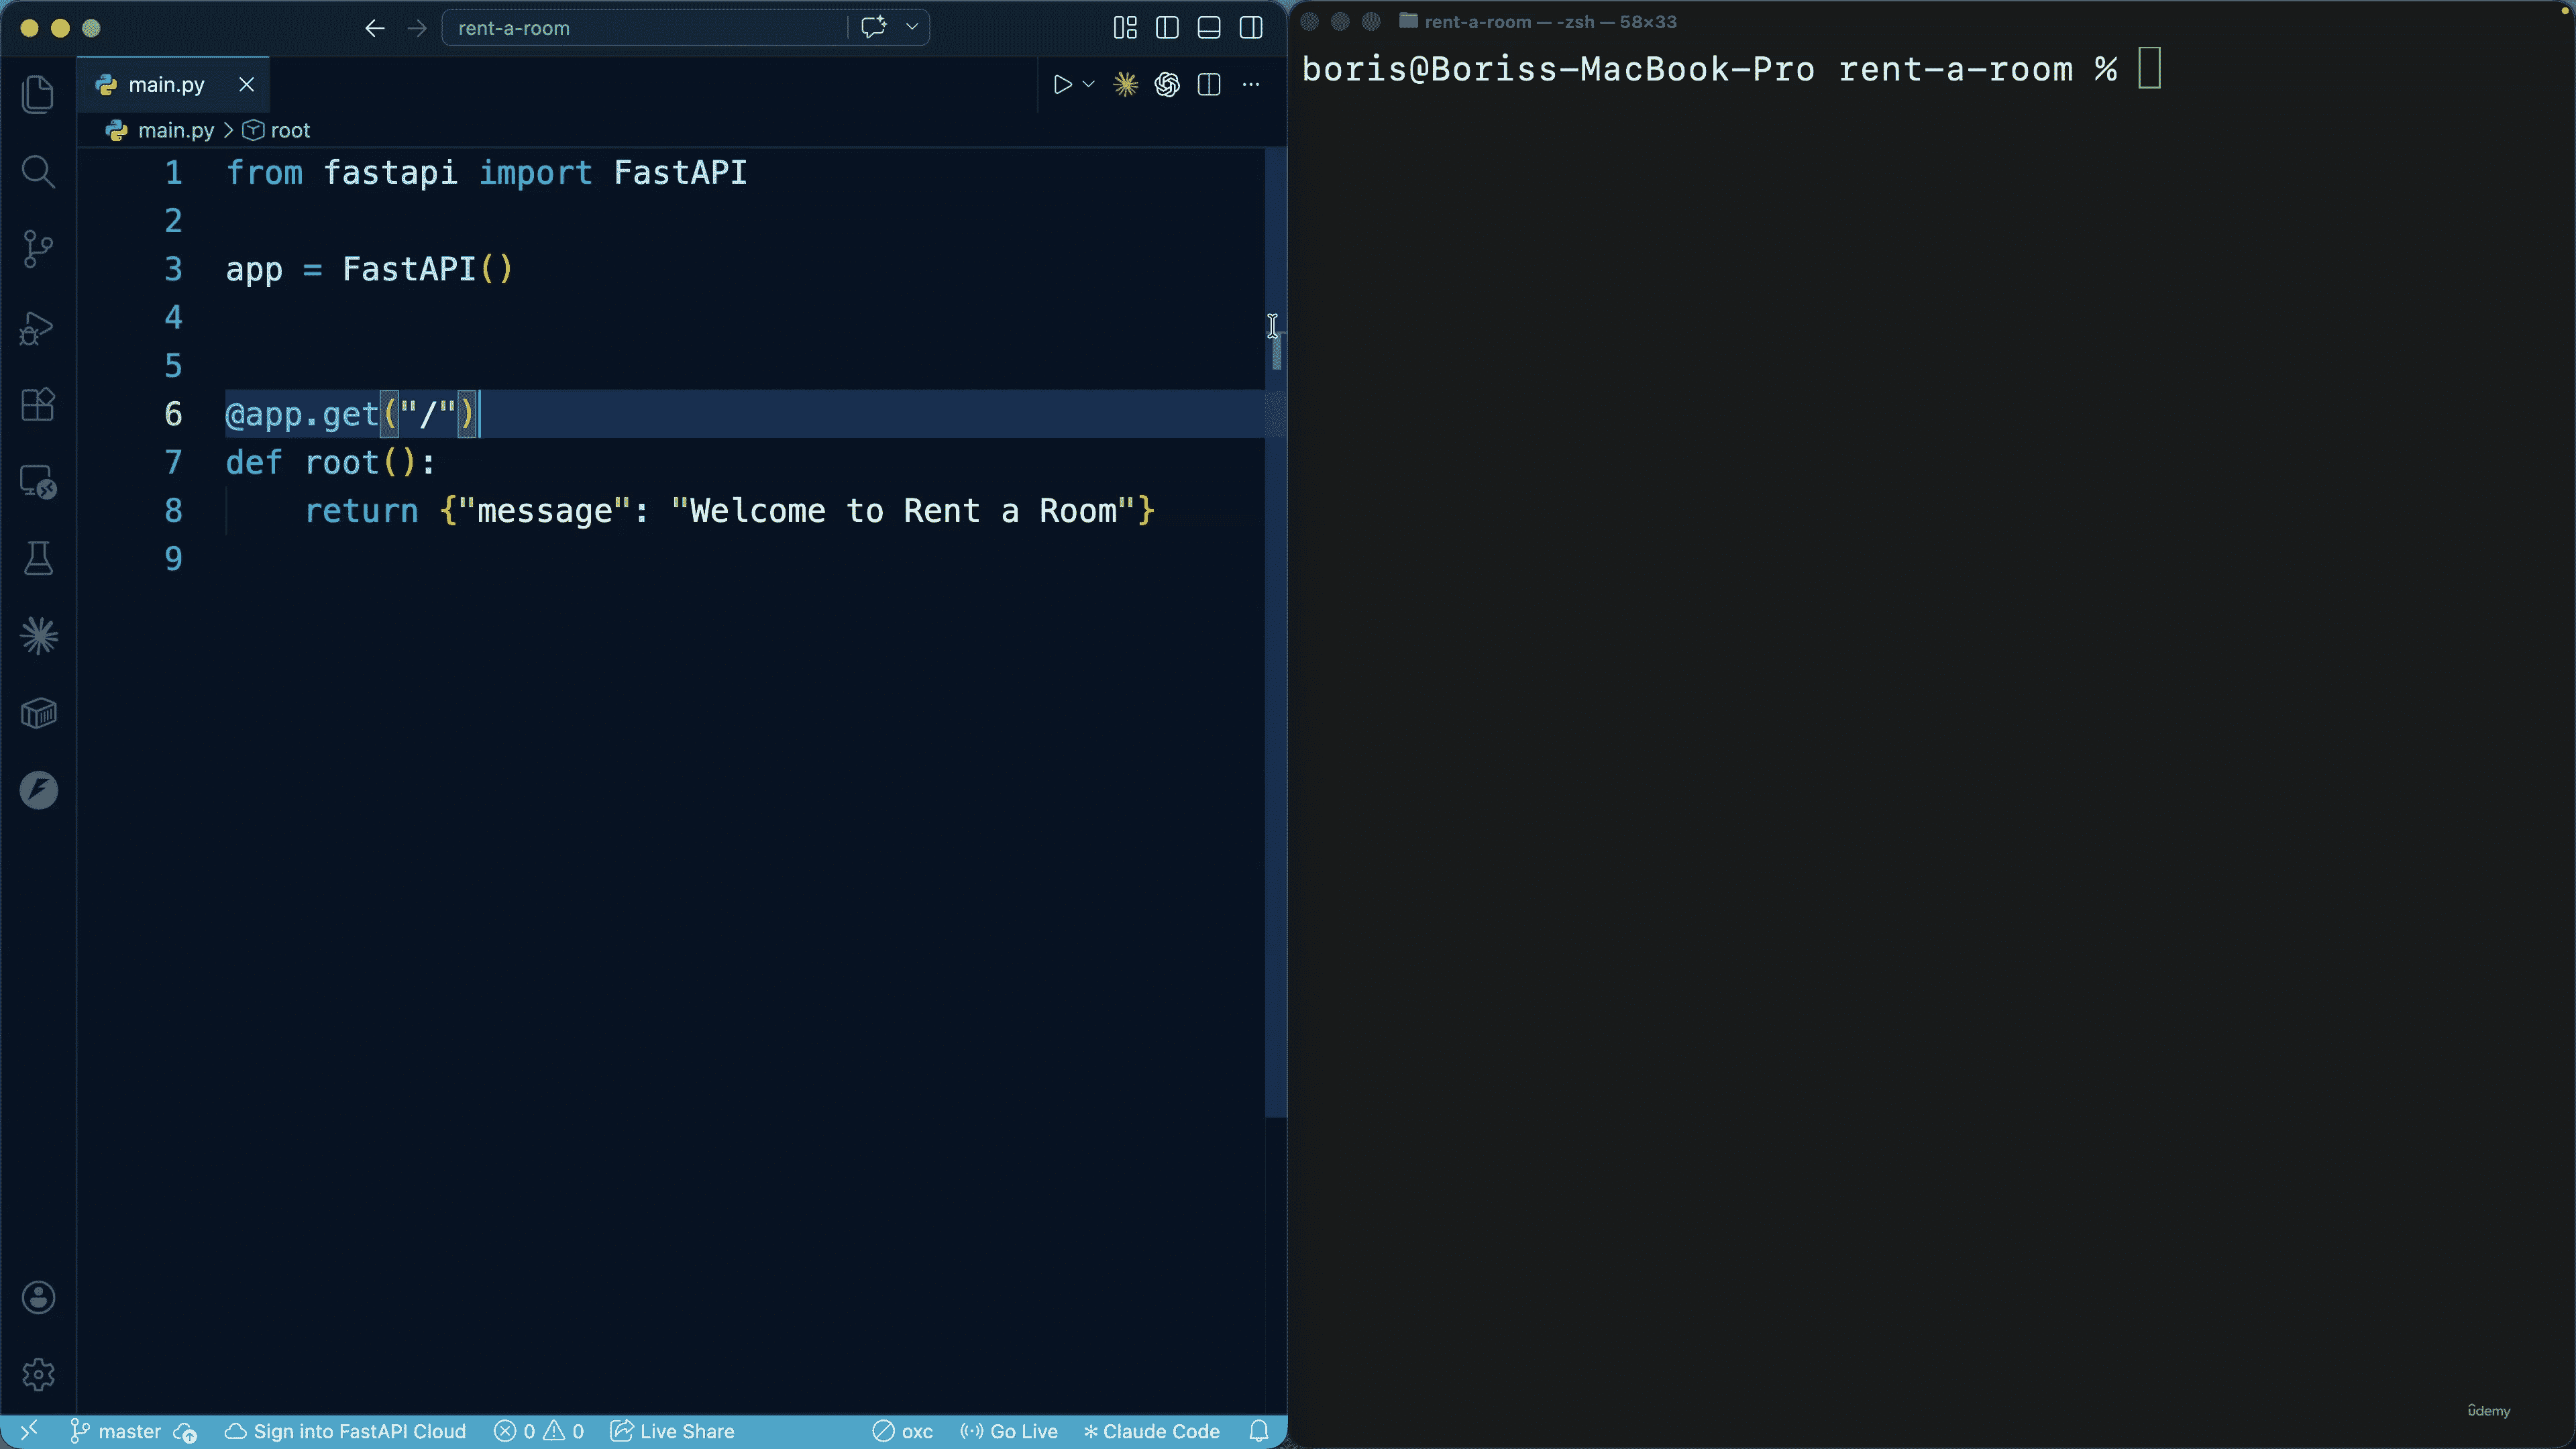 rent-a-room
main.py
main.py > root
1 from fastapi import FastAPI
2
3 app = FastAPI()
4
5
6 @app.get("/")
7 def root():
8     return {"message": "Welcome to Rent a Room"}
9
master Sign into FastAPI Cloud 0 0 Live Share oxc Go Live Claude Code
rent-a-room — -zsh — 58×33
boris@Boriss-MacBook-Pro rent-a-room %
ûdemy